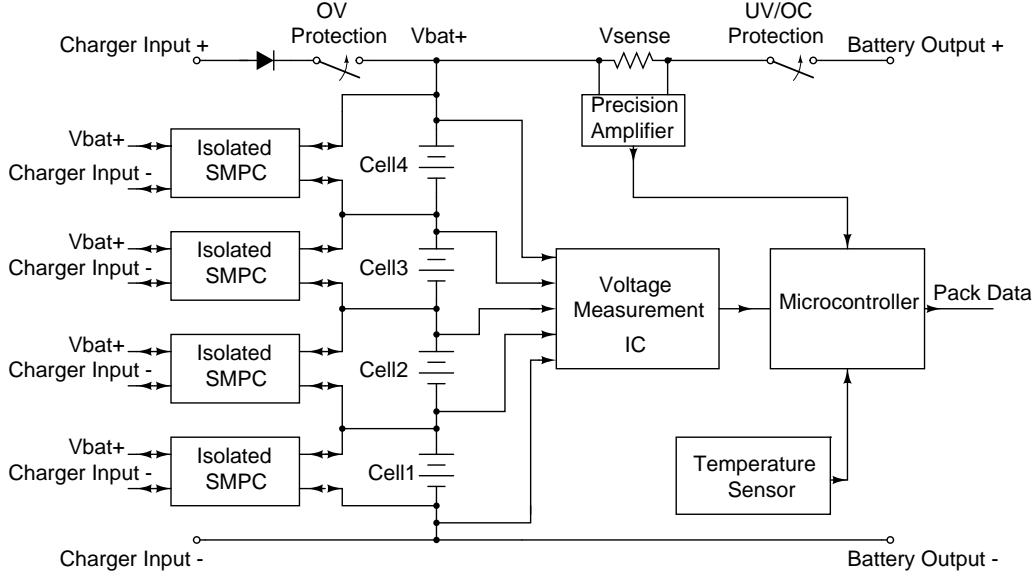 OV
Protection
UV/OC
Protection
Charger Input +
Vbat+
Vsense
Battery Output +
Precision
Amplifier
Vbat+
Charger Input -
Isolated
SMPC
Cell4
Vbat+
Charger Input -
Isolated
SMPC
Cell3
Voltage
Measurement
IC
Microcontroller
Pack Data
Vbat+
Charger Input -
Isolated
SMPC
Cell2
Vbat+
Charger Input -
Isolated
SMPC
Cell1
Temperature
Sensor
Charger Input -
Battery Output -